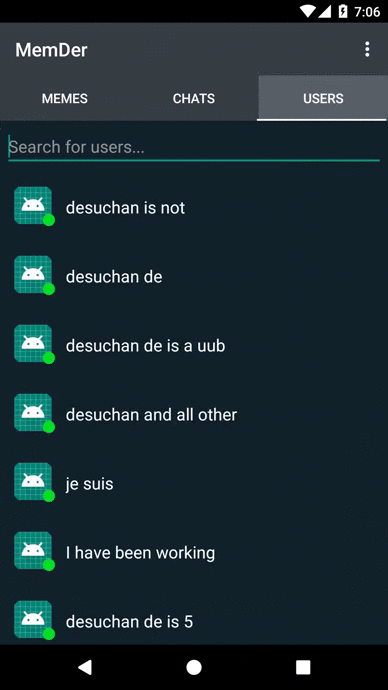 7:06
MemDer
MEMES CHATS USERS
Search for users...
desuchan is not
desuchan de
desuchan de is a uub
desuchan and all other
je suis
I have been working
desuchan de is 5